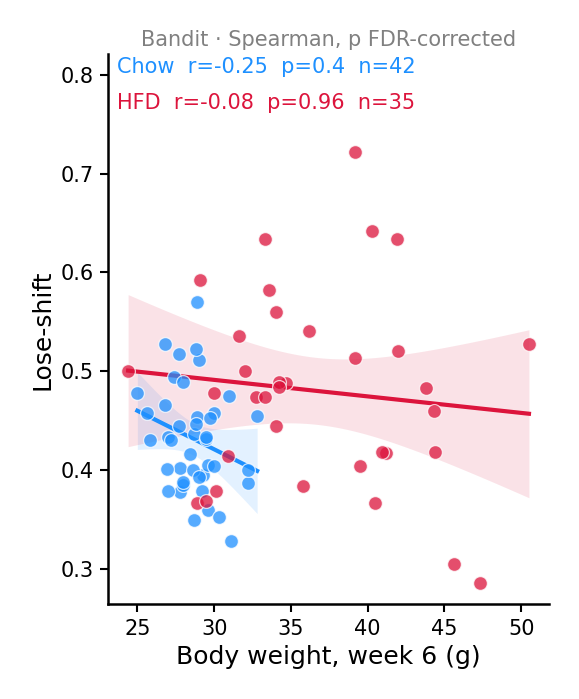 Bandit · Spearman, p FDR-corrected
Chow r=-0.25 p=0.4 n=42
HFD r=-0.08 p=0.96 n=35
0.8
0.7
0.6
0.5
0.4
0.3
Lose-shift
25 30 35 40 45 50
Body weight, week 6 (g)